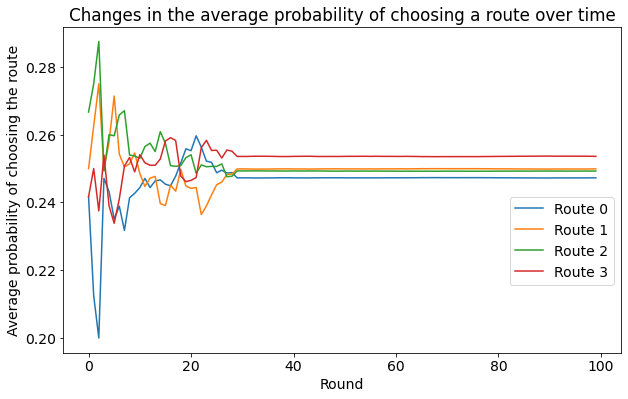 Changes in the average probability of choosing a route over time
Average probability of choosing the route
0.28
0.26
0.24
0.22
0.20
0
20
40
60
80
100
Round
Route 0
Route 1
Route 2
Route 3